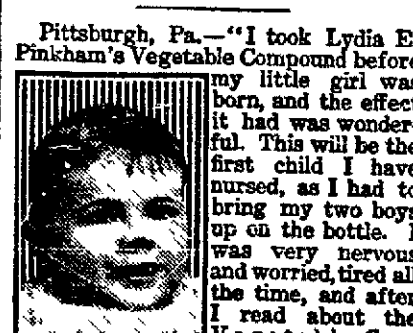 Pittsburgh, Pa.—"I took Lydia E.
Pinkham's Vegetable Compound before
my little girl was
born, and the effect
it had was wonder-
ful. This will be the
first child I have
nursed, as I had to
bring my two boys
up on the bottle. I
was very nervous
and worried, tired all
the time, and after
I read about the